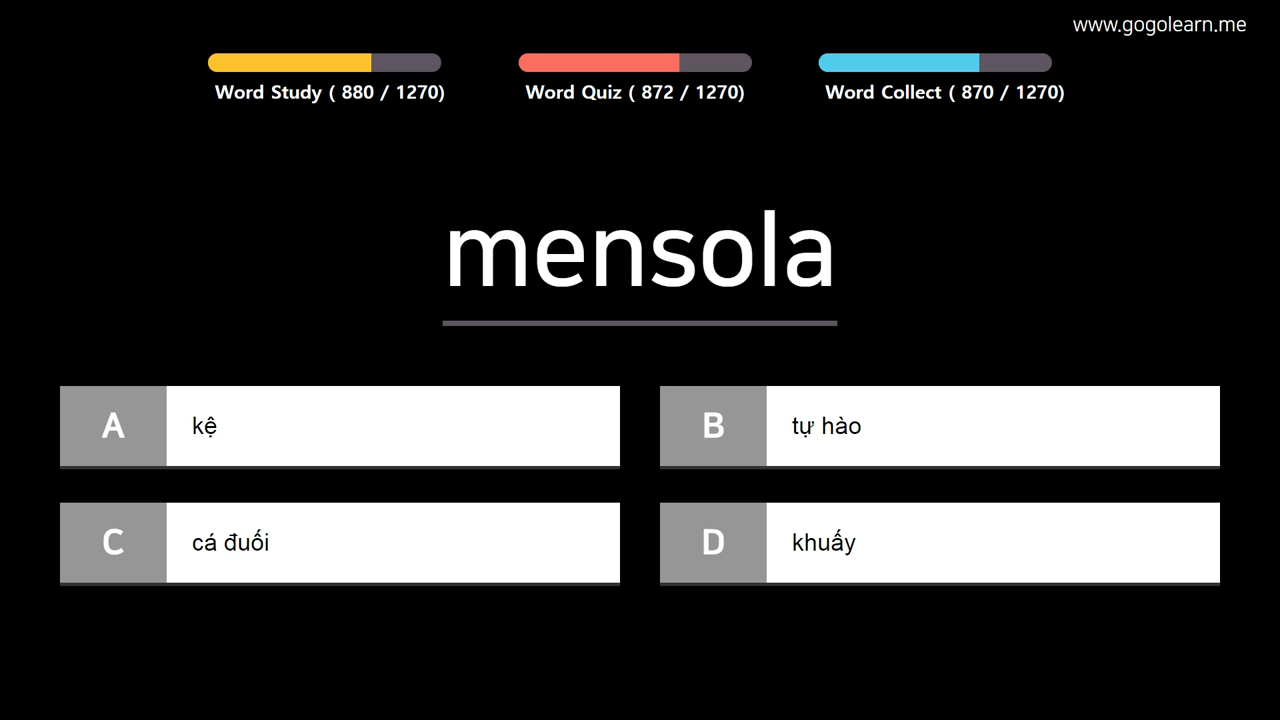 www.gogolearn.me
Word Study ( 880 / 1270)
Word Quiz ( 872 / 1270)
Word Collect ( 870 / 1270)
mensola
A kệ
B tự hào
C cá đuối
D khuấy